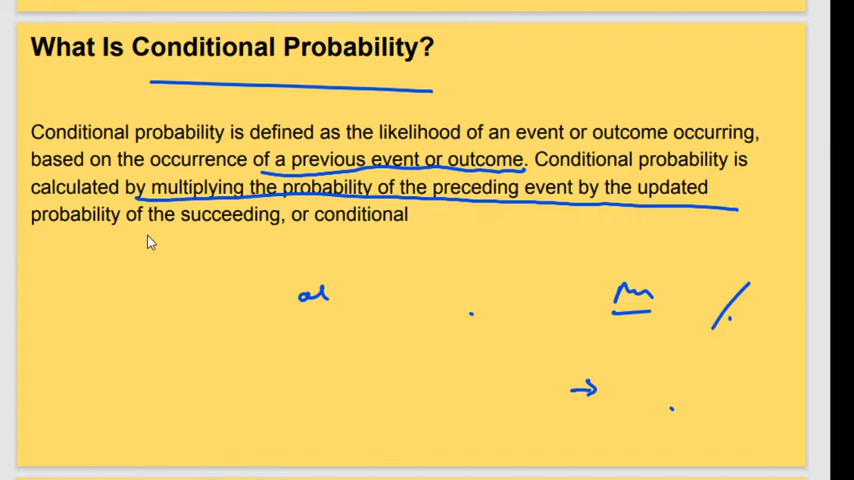 What Is Conditional Probability?
Conditional probability is defined as the likelihood of an event or outcome occurring,
based on the occurrence of a previous event or outcome. Conditional probability is
calculated by multiplying the probability of the preceding event by the updated
probability of the succeeding, or conditional